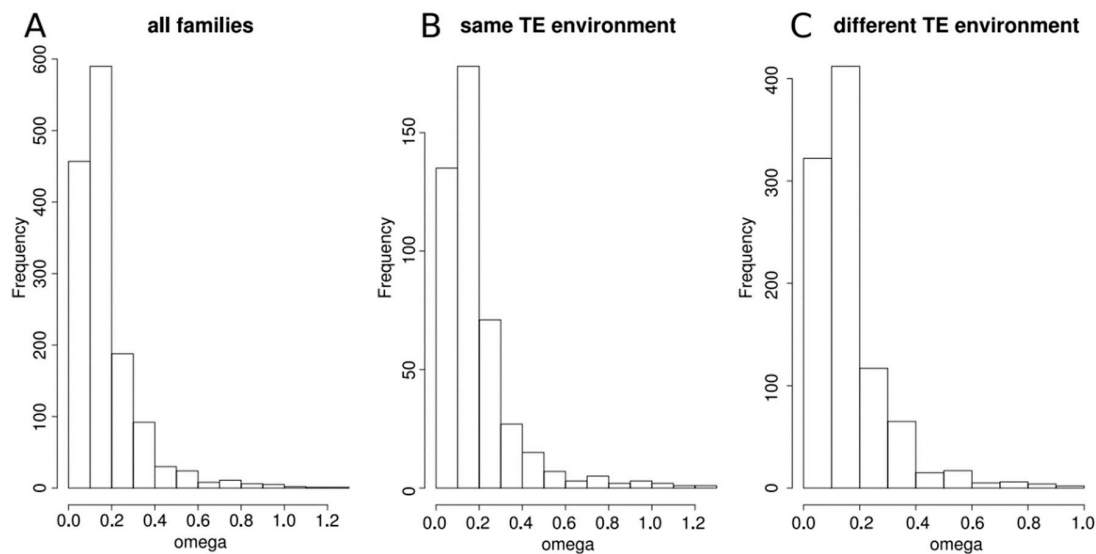 A all families
Frequency
600
500
400
300
200
100
0
0.0 0.2 0.4 0.6 0.8 1.0 1.2
omega
B same TE environment
Frequency
150
100
50
0
0.0 0.2 0.4 0.6 0.8 1.0 1.2
omega
C different TE environment
Frequency
400
300
200
100
0
0.0 0.2 0.4 0.6 0.8 1.0
omega